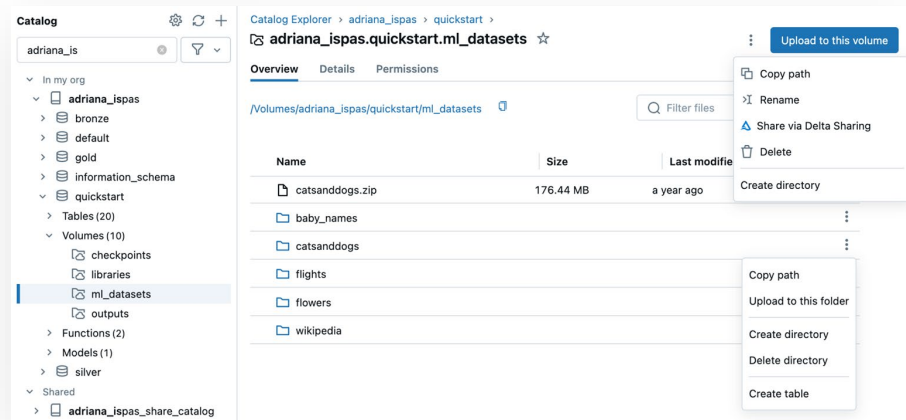 Catalog
adriana_is
In my org
adriana_ispas
bronze
default
gold
information_schema
quickstart
Tables (20)
Volumes (10)
checkpoints
libraries
ml_datasets
outputs
Functions (2)
Models (1)
silver
Shared
adriana_ispas_share_catalog
Catalog Explorer > adriana_ispas > quickstart >
adriana_ispas.quickstart.ml_datasets
Upload to this volume
Overview Details Permissions
/Volumes/adriana_ispas/quickstart/ml_datasets
Filter files
Name Size Last modifie
catsanddogs.zip 176.44 MB a year ago
baby_names
catsanddogs
flights
flowers
wikipedia
Copy path
Rename
Share via Delta Sharing
Delete
Create directory
Copy path
Upload to this folder
Create directory
Delete directory
Create table